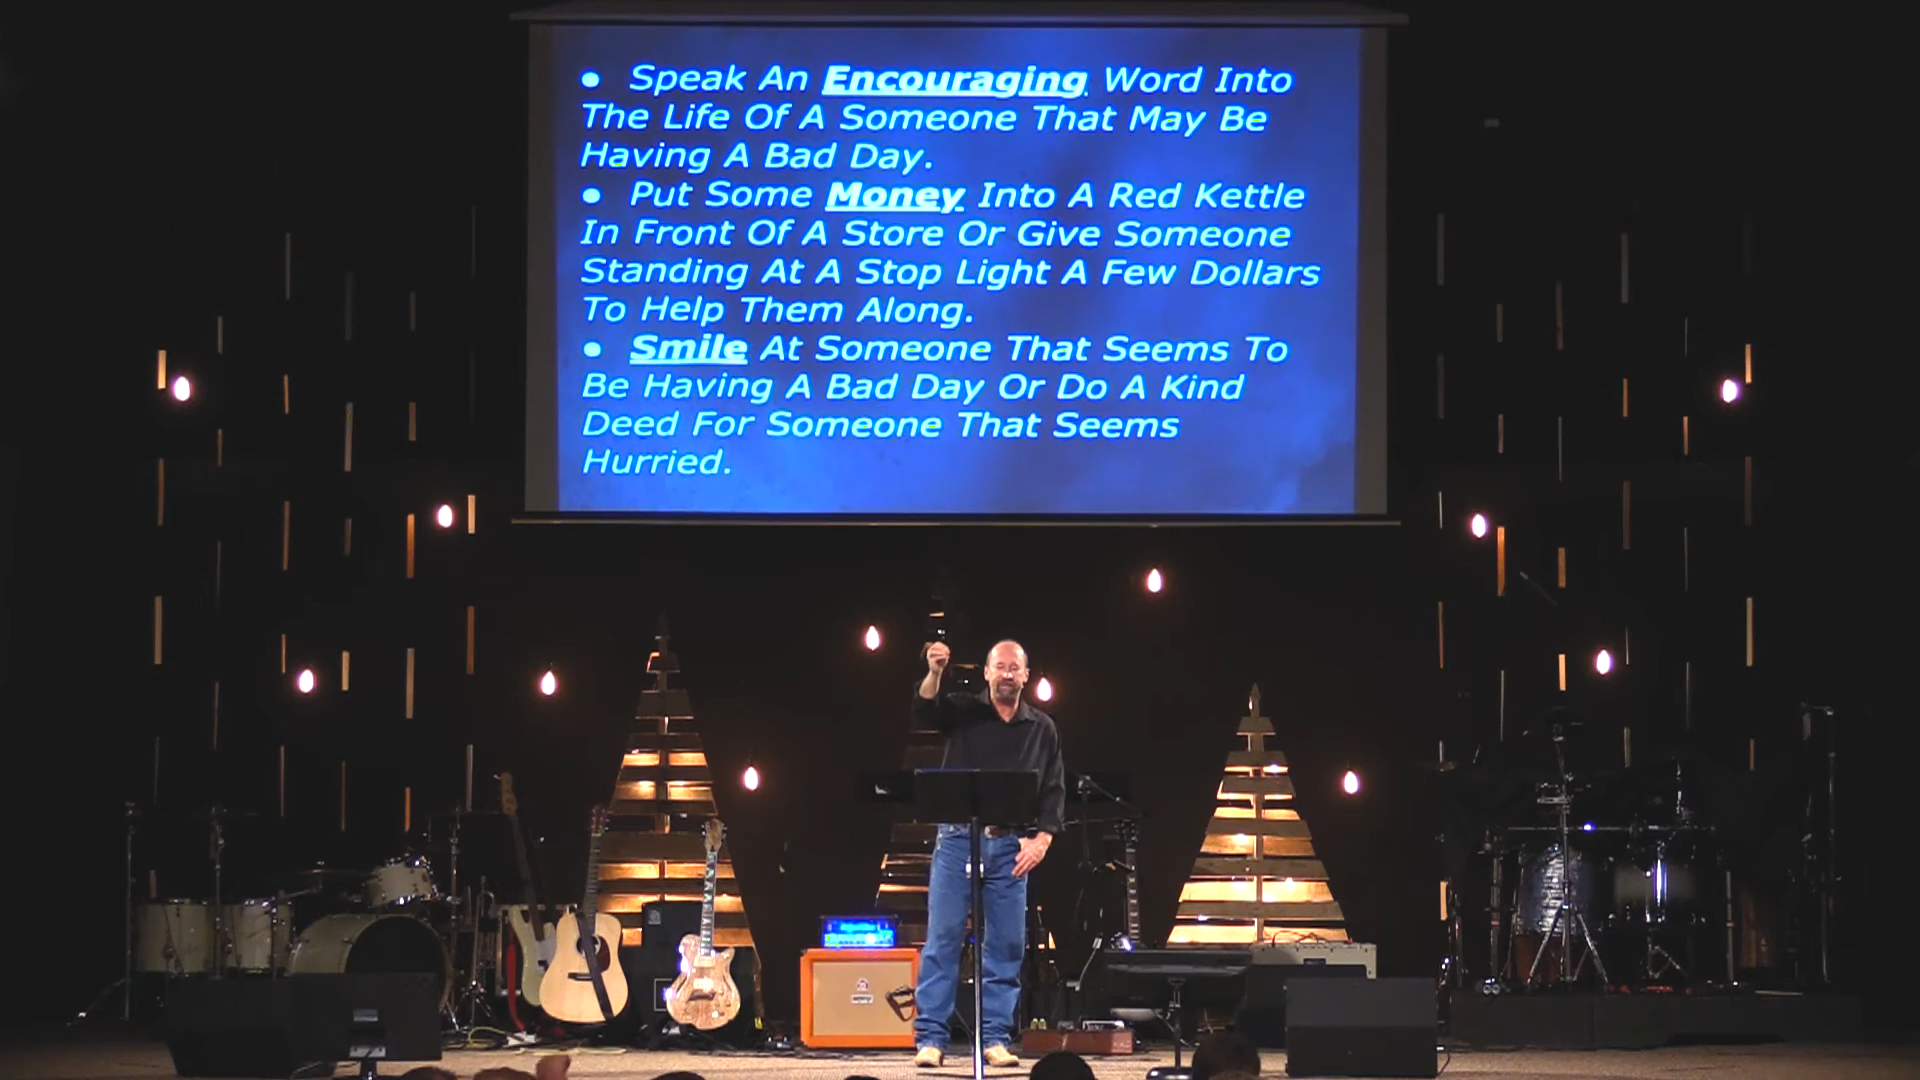 ● Speak An Encouraging Word Into
The Life Of A Someone That May Be
Having A Bad Day.
● Put Some Money Into A Red Kettle
In Front Of A Store Or Give Someone
Standing At A Stop Light A Few Dollars
To Help Them Along.
● Smile At Someone That Seems To
Be Having A Bad Day Or Do A Kind
Deed For Someone That Seems
Hurried.